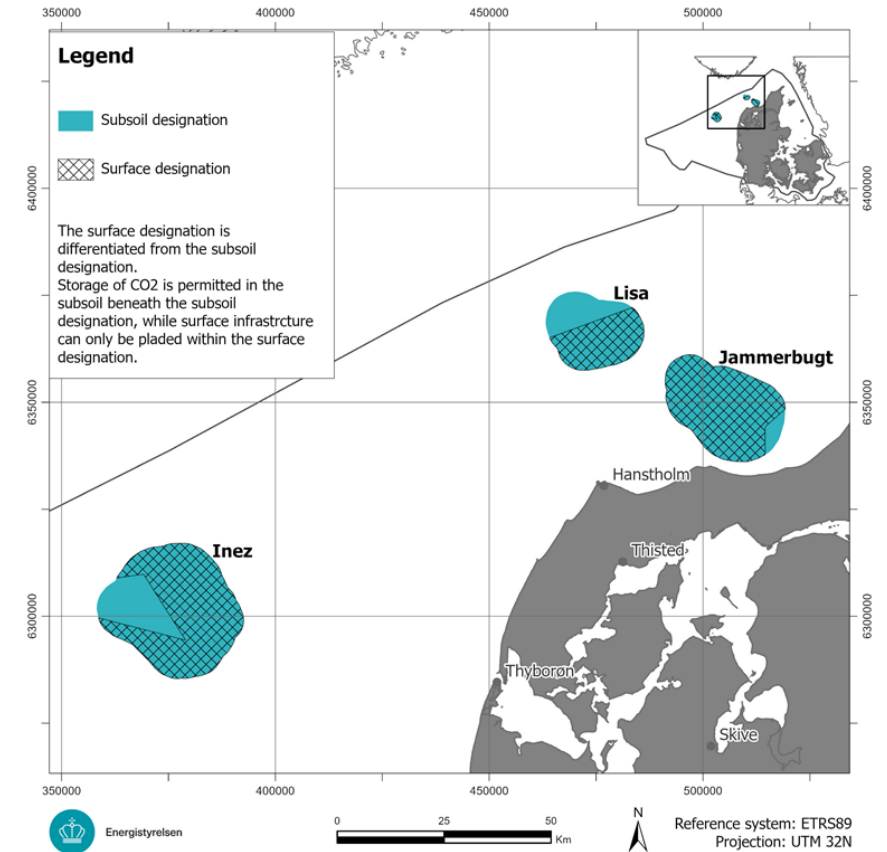 350000
400000
450000
500000
Legend
Subsoil designation
Surface designation
The surface designation is
differentiated from the subsoil
designation.
Storage of CO2 is permitted in the
subsoil beneath the subsoil
designation, while surface infrastrcture
can only be pladed within the surface
designation.
6400000
6400000
Lisa
Jammerbugt
6350000
6350000
Hanstholm
Inez
Thisted
6300000
6300000
Thyborøn
Skive
350000
400000
450000
500000
Energistyrelsen
0
25
50
Km
N
Reference system: ETRS89
Projection: UTM 32N